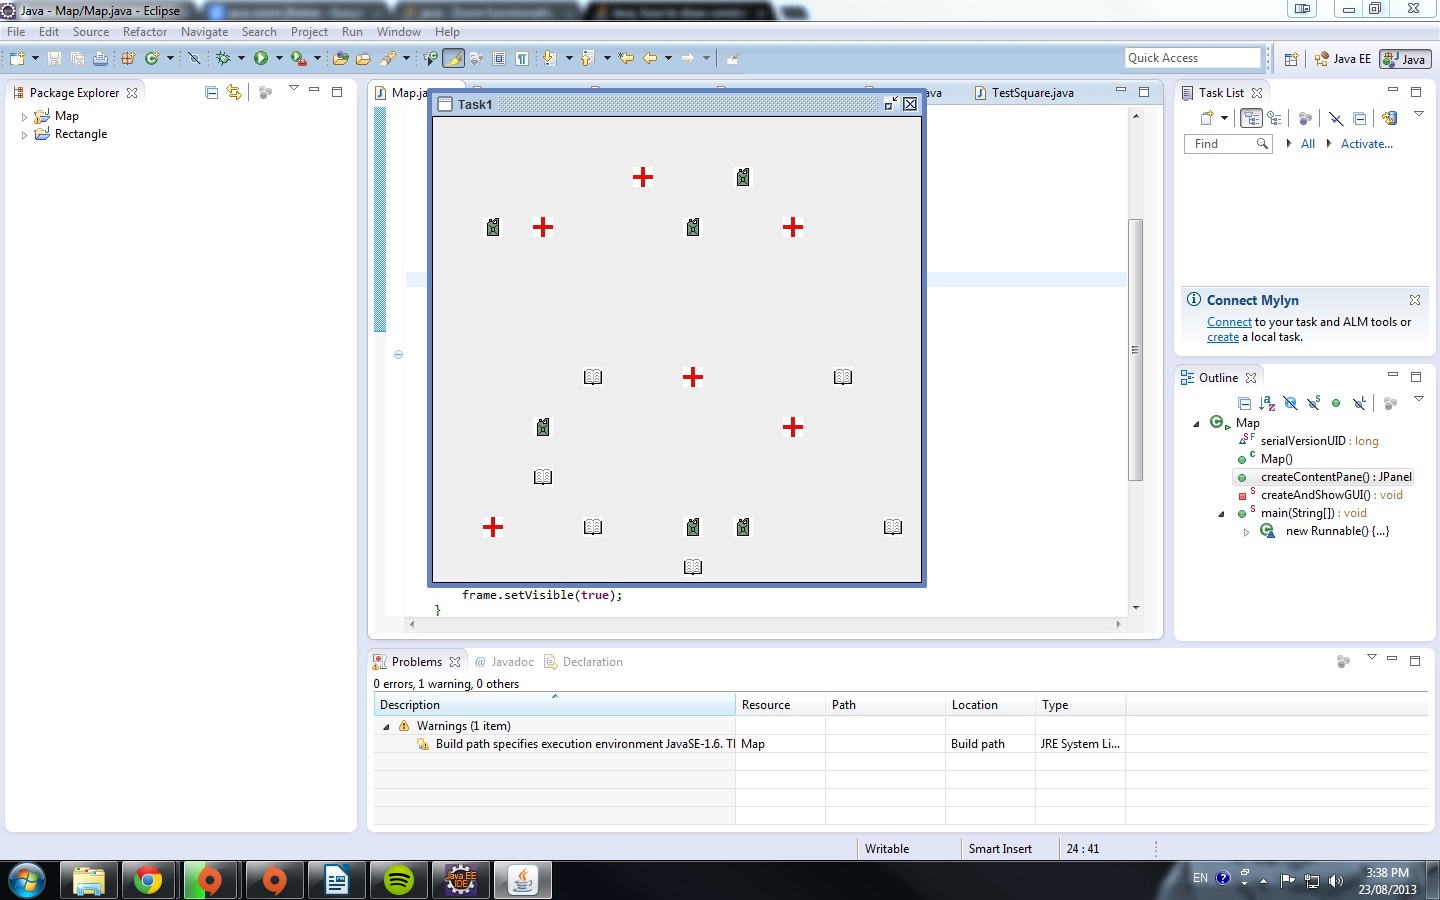 Java - Map/Map.java - Eclipse
File Edit Source Refactor Navigate Search Project Run Window Help
Quick Access
Java EE
Java
Package Explorer
Map
Rectangle
Map.ja
ava
TestSquare.java
Task1
frame.setVisible(true);
}
Task List
Find
All
Activate...
Connect Mylyn
Connect to your task and ALM tools or
create a local task.
Outline
Map
serialVersionUID : long
Map()
createContentPane() : JPanel
createAndShowGUI() : void
main(String[]) : void
new Runnable() {...}
Problems @ Javadoc Declaration
0 errors, 1 warning, 0 others
Description Resource Path Location Type
Warnings (1 item)
Build path specifies execution environment JavaSE-1.6. Tl Map Build path JRE System Li...
Writable Smart Insert 24 : 41
Java EE
IDE
EN
3:38 PM
23/08/2013